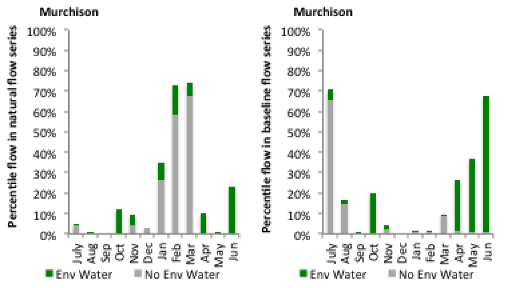 Murchison
Percentile flow in natural flow series
100%
90%
80%
70%
60%
50%
40%
30%
20%
10%
0%
July Aug Sep Oct Nov Dec Jan Feb Mar Apr May Jun
Env Water No Env Water
Murchison
Percentile flow in baseline flow series
100%
90%
80%
70%
60%
50%
40%
30%
20%
10%
0%
July Aug Sep Oct Nov Dec Jan Feb Mar Apr May Jun
Env Water No Env Water